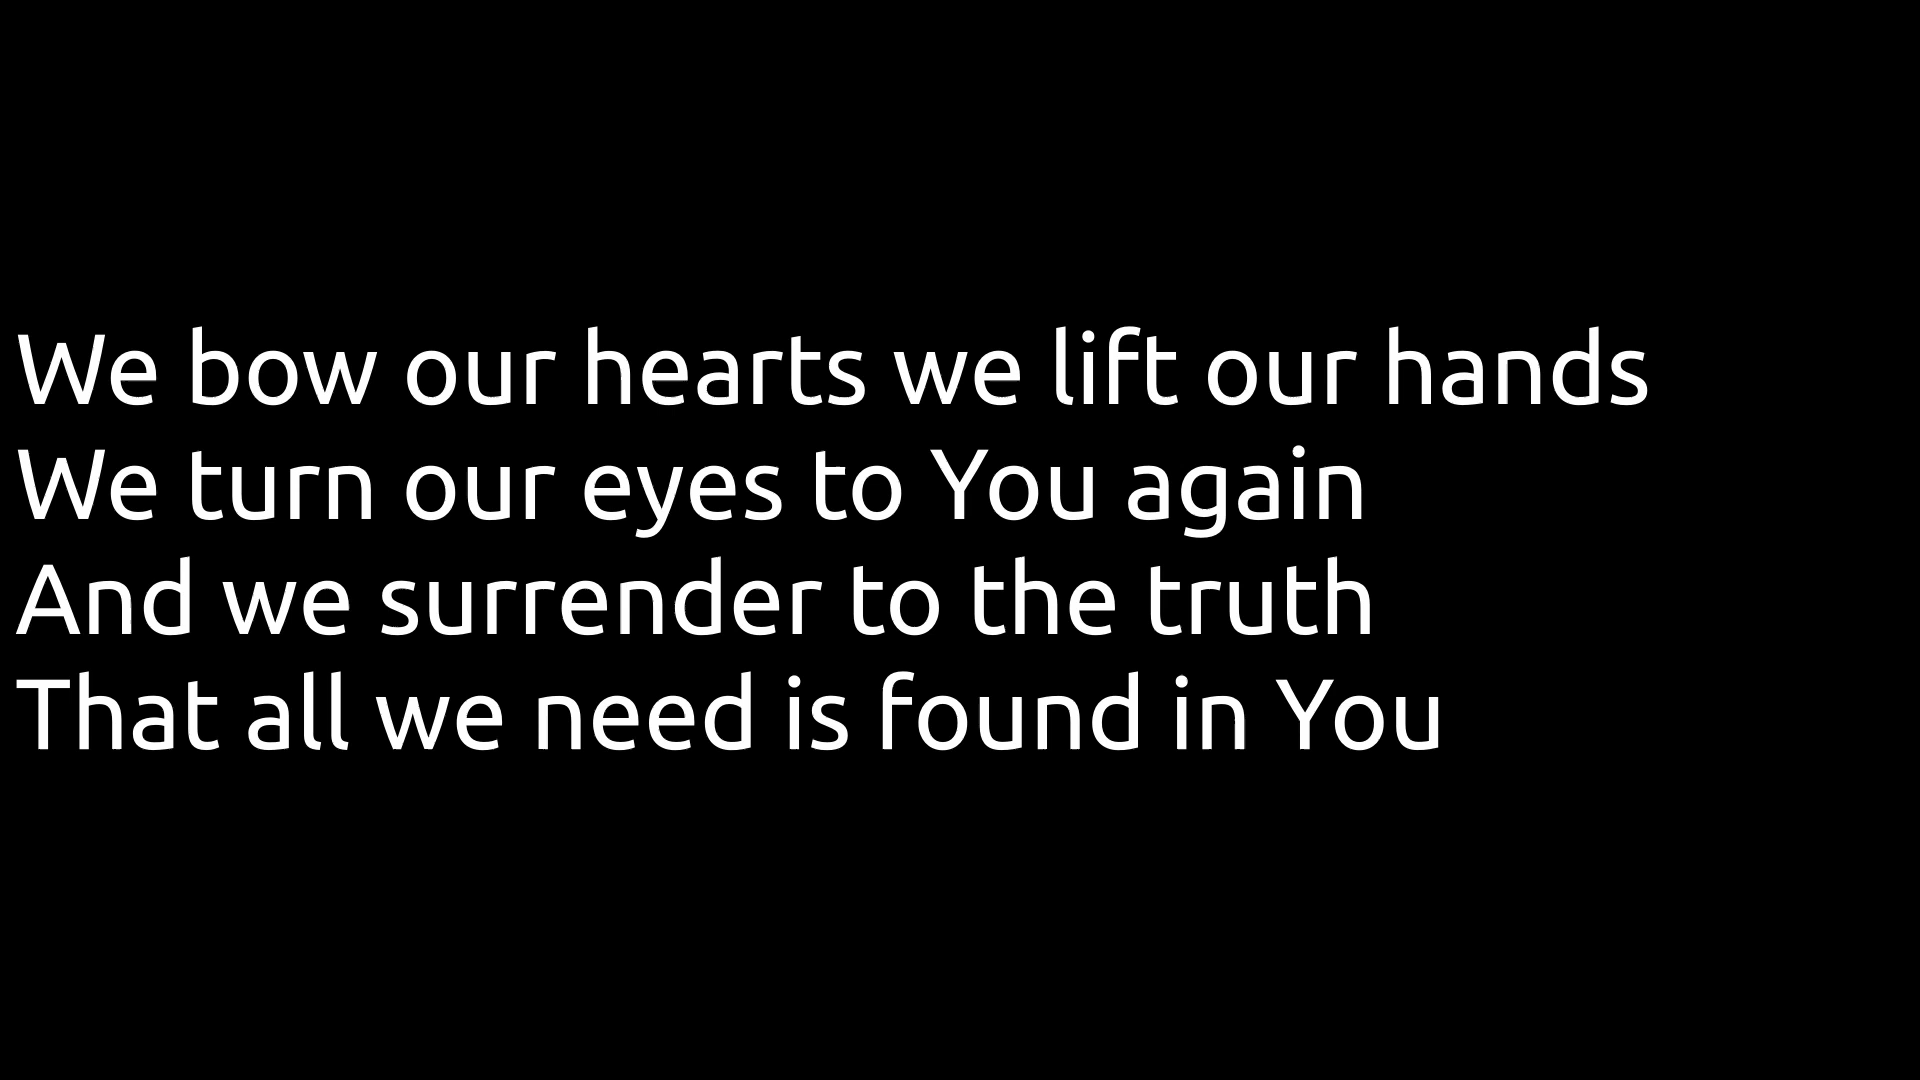 We bow our hearts we lift our hands
We turn our eyes to You again
And we surrender to the truth
That all we need is found in You